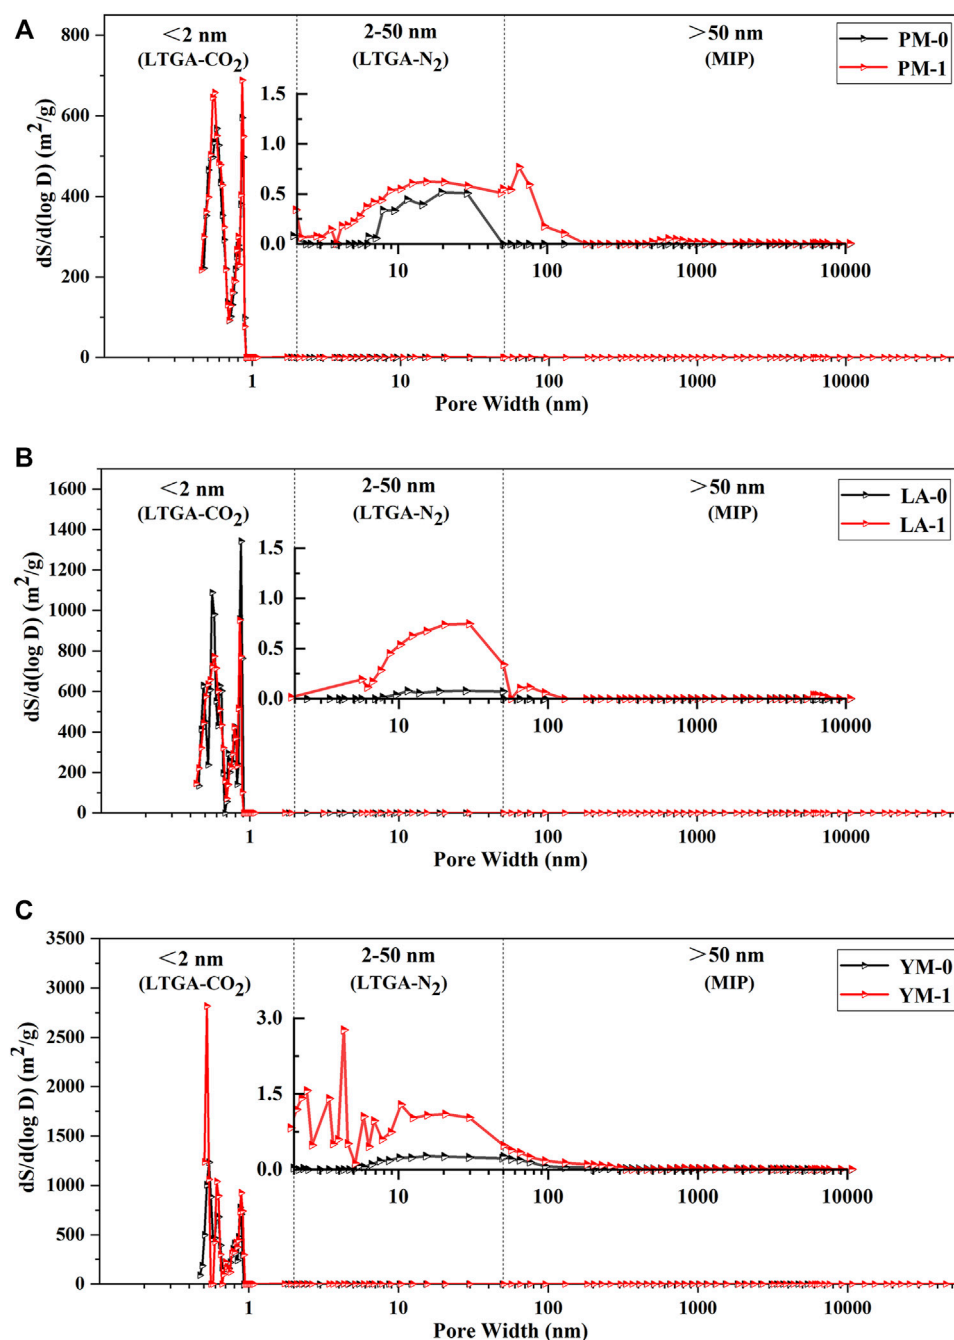 A
<2 nm
(LTGA-CO2)
2-50 nm
(LTGA-N2)
>50 nm
(MIP)
PM-0
PM-1
dS/d(log D) (m2/g)
800
600
400
200
0
1.5
1.0
0.5
0.0
10
100
1000
10000
1
10
100
1000
10000
Pore Width (nm)
B
<2 nm
(LTGA-CO2)
2-50 nm
(LTGA-N2)
>50 nm
(MIP)
LA-0
LA-1
dS/d(log D) (m2/g)
1600
1400
1200
1000
800
600
400
200
0
1.5
1.0
0.5
0.0
10
100
1000
10000
1
10
100
1000
10000
Pore Width (nm)
C
<2 nm
(LTGA-CO2)
2-50 nm
(LTGA-N2)
>50 nm
(MIP)
YM-0
YM-1
dS/d(log D) (m2/g)
3500
3000
2500
2000
1500
1000
500
0
3.0
1.5
0.0
10
100
1000
10000
1
10
100
1000
10000
Pore Width (nm)